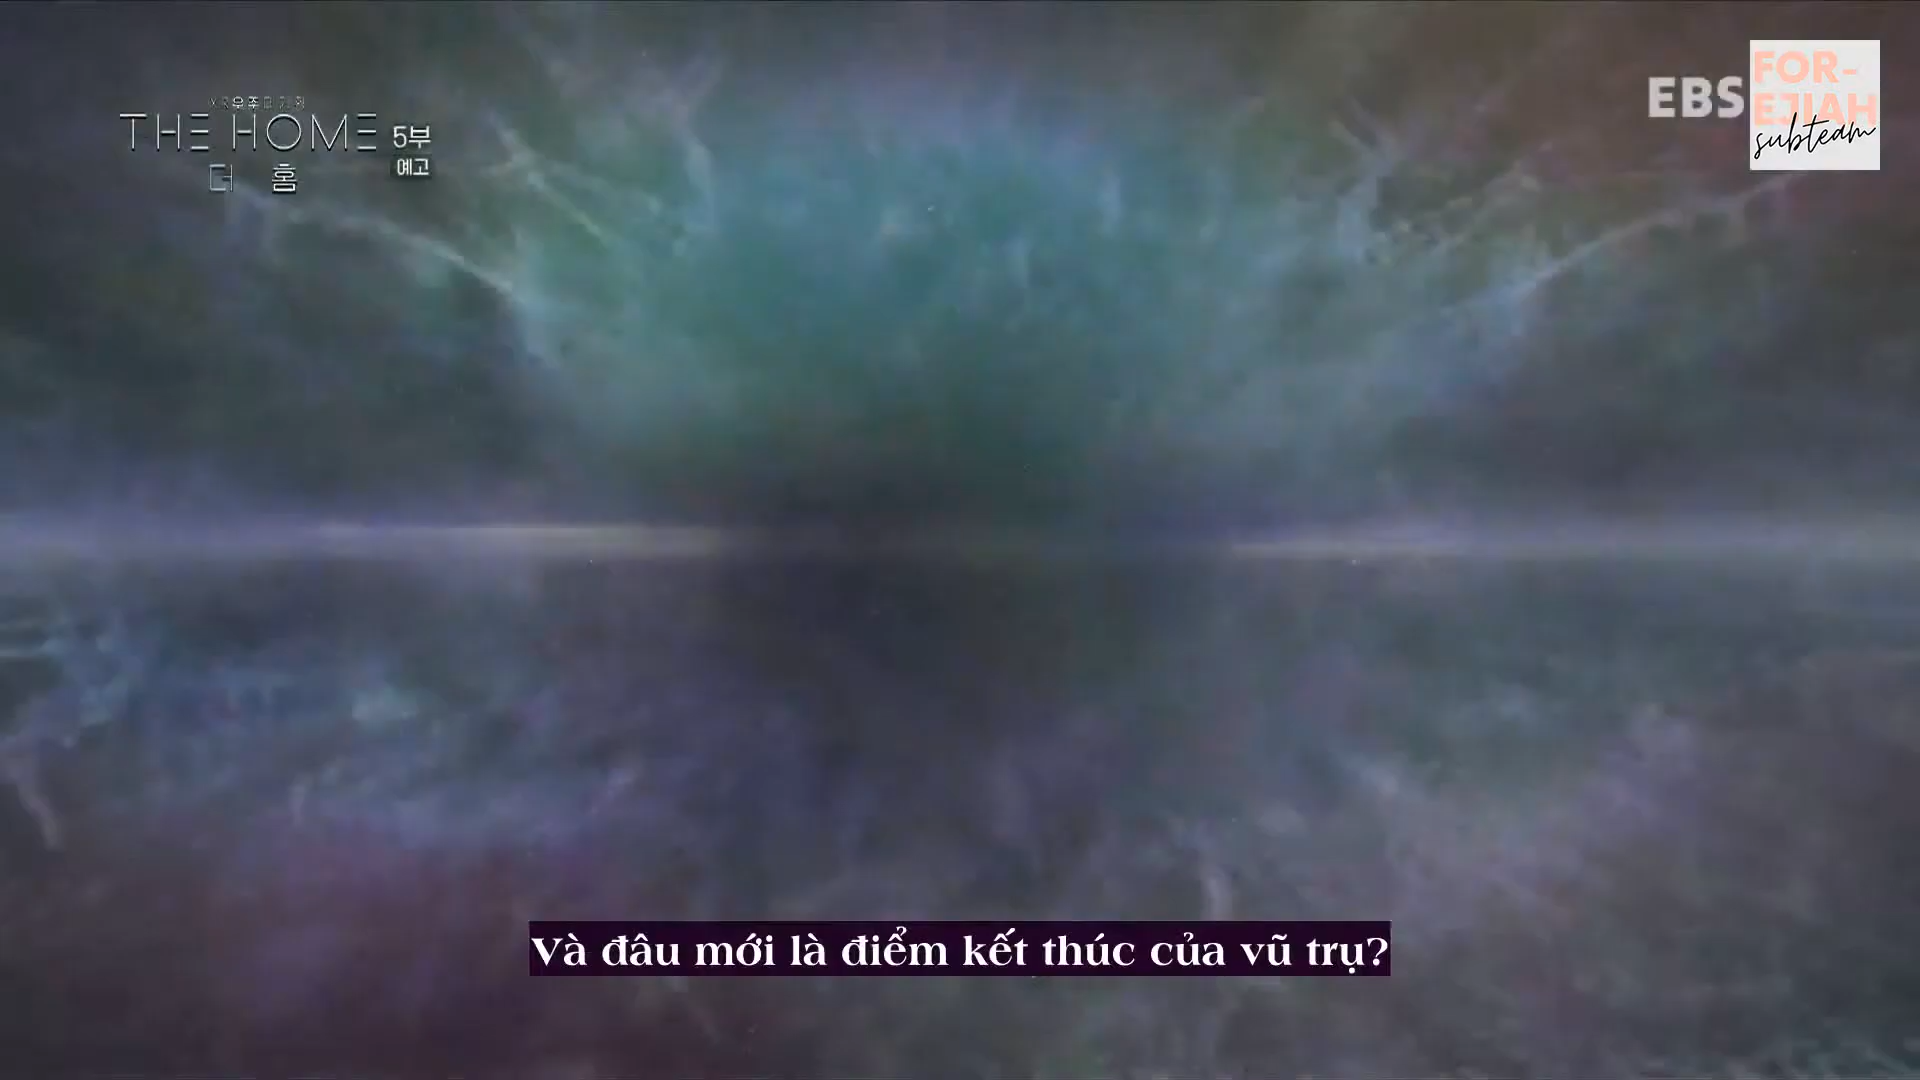 THE HOME 5부
더 홈 예고
EBS
FOR-
EJIAH
subteam
Và đâu mới là điểm kết thúc của vũ trụ?